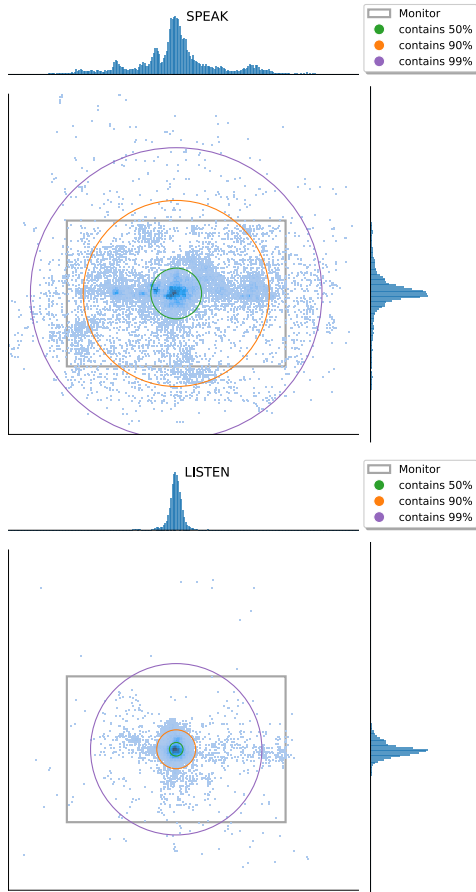 SPEAK
Monitor
contains 50%
contains 90%
contains 99%
LISTEN
Monitor
contains 50%
contains 90%
contains 99%